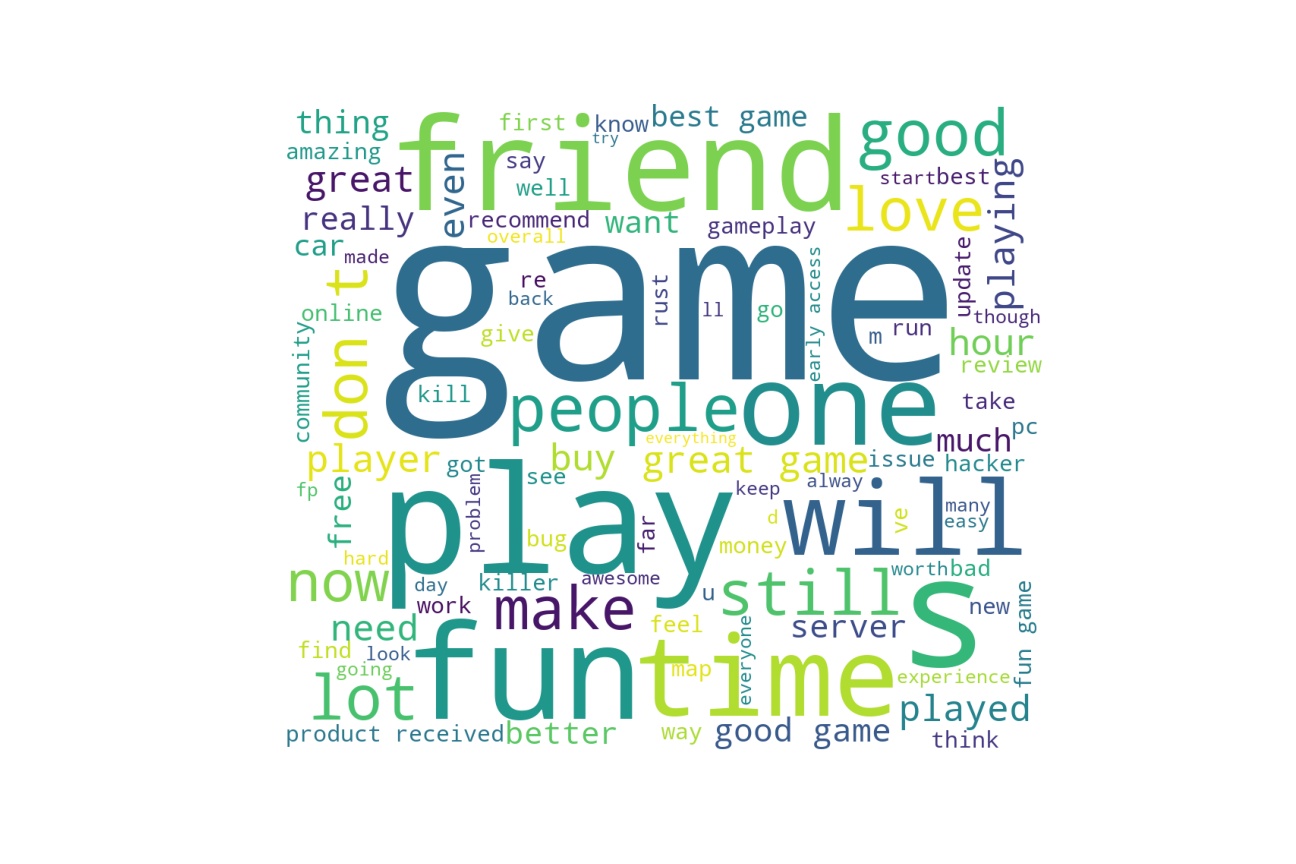 thing
friend
first
know
try
best game
good
amazing
great
even
say
well
start
best
playing
really
recommend
want
gameplay
love
overall
car
made
game
t
re
back
rust
ll
go
early access
update
online
give
m
run
though
community
don
kill
hour
review
people
one
take
pc
everything
much
player
got
buy
great game
issue
hacker
see
fp
free
play
problem
keep
alway
will
many
easy
ve
bug
far
d
money
hard
now
day
killer
awesome
worth
bad
work
make
u
still
s
new
need
feel
everyone
server
fun game
find
look
going
fun
time
map
experience
lot
played
product received
better
way
good game
think